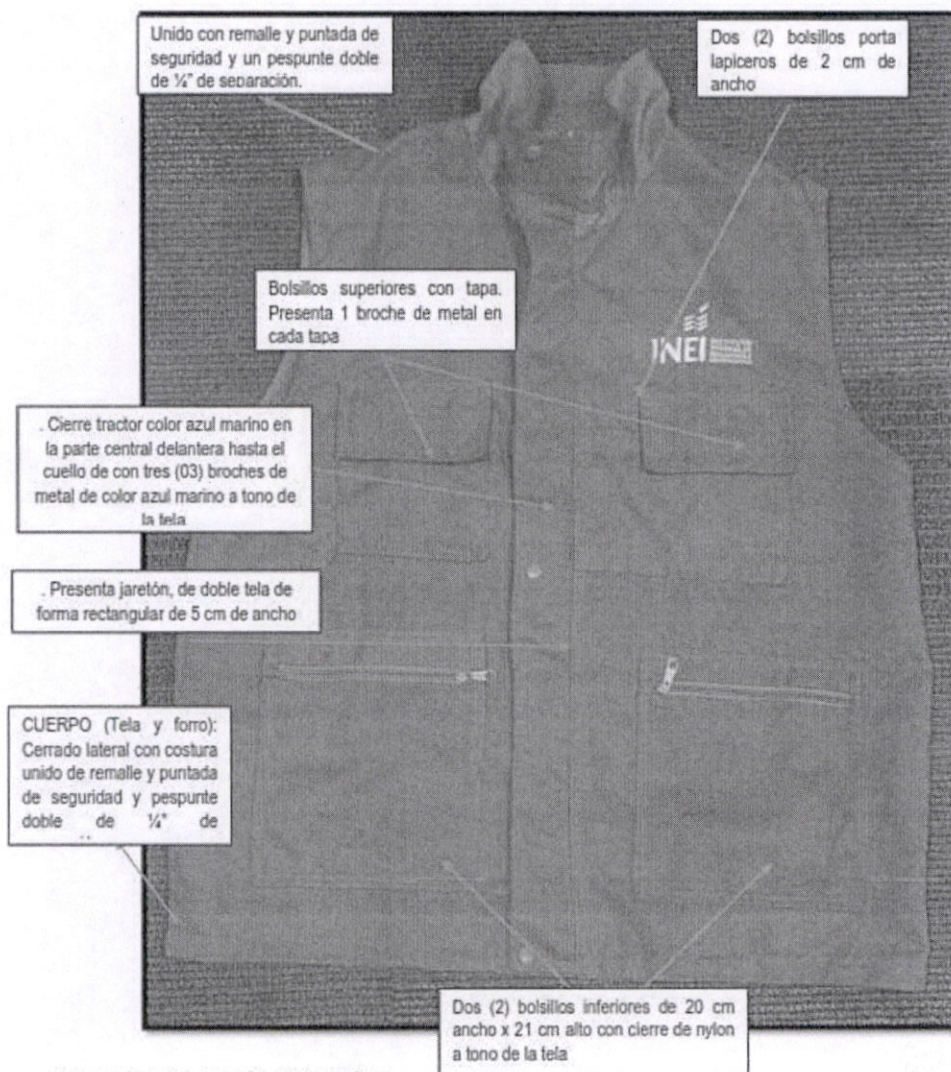 Unido con remalle y puntada de
seguridad y un pespunte doble
de ¼" de separación.
Dos (2) bolsillos porta
lapiceros de 2 cm de
ancho
Bolsillos superiores con tapa.
Presenta 1 broche de metal en
cada tapa
INEI
. Cierre tractor color azul marino en
la parte central delantera hasta el
cuello de con tres (03) broches de
metal de color azul marino a tono de
la tela
. Presenta jaretón, de doble tela de
forma rectangular de 5 cm de ancho
CUERPO (Tela y forro):
Cerrado lateral con costura
unido de remalle y puntada
de seguridad y pespunte
doble de ¼" de
Dos (2) bolsillos inferiores de 20 cm
ancho x 21 cm alto con cierre de nylon
a tono de la tela